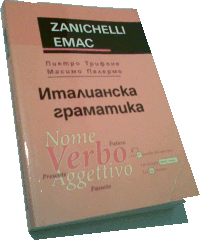 ZANICHELLI
EMAC
Пиетро Трифоне
Масимо Палермо
Италианска
граматика
Nome
Futuro
Verbo
Presente
Aggettivo
Passato